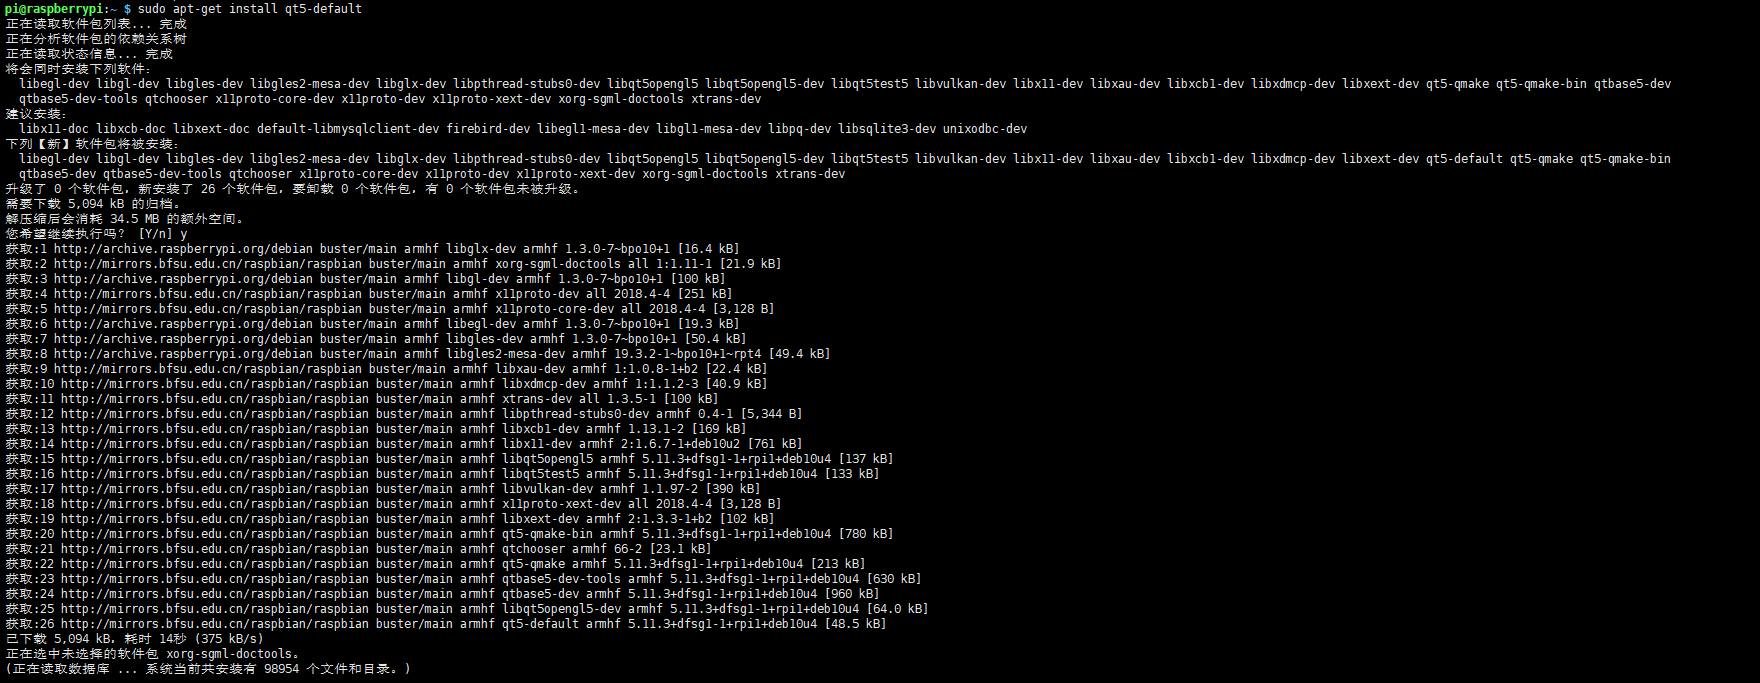 pi@raspberrypi:~ $ sudo apt-get install qt5-default
正在读取软件包列表... 完成
正在分析软件包的依赖关系树
正在读取状态信息... 完成
将会同时安装下列软件：
  libegl-dev libgl-dev libgles-dev libgles2-mesa-dev libglx-dev libpthread-stubs0-dev libqt5opengl5 libqt5opengl5-dev libqt5test5 libvulkan-dev libx11-dev libxau-dev libxcb1-dev libxdmcp-dev libxext-dev qt5-qmake qt5-qmake-bin qtbase5-dev
  qtbase5-dev-tools qtchooser x11proto-core-dev x11proto-dev x11proto-xext-dev xorg-sgml-doctools xtrans-dev
建议安装：
  libx11-doc libxcb-doc libxext-doc default-libmysqlclient-dev firebird-dev libegl1-mesa-dev libgl1-mesa-dev libpq-dev libsqlite3-dev unixodbc-dev
下列【新】软件包将被安装：
  libegl-dev libgl-dev libgles-dev libgles2-mesa-dev libglx-dev libpthread-stubs0-dev libqt5opengl5 libqt5opengl5-dev libqt5test5 libvulkan-dev libx11-dev libxau-dev libxcb1-dev libxdmcp-dev libxext-dev qt5-default qt5-qmake qt5-qmake-bin
  qtbase5-dev qtbase5-dev-tools qtchooser x11proto-core-dev x11proto-dev x11proto-xext-dev xorg-sgml-doctools xtrans-dev
升级了 0 个软件包，新安装了 26 个软件包，要卸载 0 个软件包，有 0 个软件包未被升级。
需要下载 5,094 kB 的归档。
解压缩后会消耗 34.5 MB 的额外空间。
您希望继续执行吗？ [Y/n] y
获取:1 http://archive.raspberrypi.org/debian buster/main armhf libglx-dev armhf 1.3.0-7~bpo10+1 [16.4 kB]
获取:2 http://mirrors.bfsu.edu.cn/raspbian/raspbian buster/main armhf xorg-sgml-doctools all 1:1.11-1 [21.9 kB]
获取:3 http://archive.raspberrypi.org/debian buster/main armhf libgl-dev armhf 1.3.0-7~bpo10+1 [100 kB]
获取:4 http://mirrors.bfsu.edu.cn/raspbian/raspbian buster/main armhf x11proto-dev all 2018.4-4 [251 kB]
获取:5 http://mirrors.bfsu.edu.cn/raspbian/raspbian buster/main armhf x11proto-core-dev all 2018.4-4 [3,128 B]
获取:6 http://archive.raspberrypi.org/debian buster/main armhf libegl-dev armhf 1.3.0-7~bpo10+1 [19.3 kB]
获取:7 http://archive.raspberrypi.org/debian buster/main armhf libgles-dev armhf 1.3.0-7~bpo10+1 [50.4 kB]
获取:8 http://archive.raspberrypi.org/debian buster/main armhf libgles2-mesa-dev armhf 19.3.2-1~bpo10+1~rpt4 [49.4 kB]
获取:9 http://mirrors.bfsu.edu.cn/raspbian/raspbian buster/main armhf libxau-dev armhf 1:1.0.8-1+b2 [22.4 kB]
获取:10 http://mirrors.bfsu.edu.cn/raspbian/raspbian buster/main armhf libxdmcp-dev armhf 1:1.1.2-3 [40.9 kB]
获取:11 http://mirrors.bfsu.edu.cn/raspbian/raspbian buster/main armhf xtrans-dev all 1.3.5-1 [100 kB]
获取:12 http://mirrors.bfsu.edu.cn/raspbian/raspbian buster/main armhf libpthread-stubs0-dev armhf 0.4-1 [5,344 B]
获取:13 http://mirrors.bfsu.edu.cn/raspbian/raspbian buster/main armhf libxcb1-dev armhf 1.13.1-2 [169 kB]
获取:14 http://mirrors.bfsu.edu.cn/raspbian/raspbian buster/main armhf libx11-dev armhf 2:1.6.7-1+deb10u2 [761 kB]
获取:15 http://mirrors.bfsu.edu.cn/raspbian/raspbian buster/main armhf libqt5opengl5 armhf 5.11.3+dfsg1-1+rpi1+deb10u4 [137 kB]
获取:16 http://mirrors.bfsu.edu.cn/raspbian/raspbian buster/main armhf libqt5test5 armhf 5.11.3+dfsg1-1+rpi1+deb10u4 [133 kB]
获取:17 http://mirrors.bfsu.edu.cn/raspbian/raspbian buster/main armhf libvulkan-dev armhf 1.1.97-2 [390 kB]
获取:18 http://mirrors.bfsu.edu.cn/raspbian/raspbian buster/main armhf x11proto-xext-dev all 2018.4-4 [3,128 B]
获取:19 http://mirrors.bfsu.edu.cn/raspbian/raspbian buster/main armhf libxext-dev armhf 2:1.3.3-1+b2 [102 kB]
获取:20 http://mirrors.bfsu.edu.cn/raspbian/raspbian buster/main armhf qt5-qmake-bin armhf 5.11.3+dfsg1-1+rpi1+deb10u4 [780 kB]
获取:21 http://mirrors.bfsu.edu.cn/raspbian/raspbian buster/main armhf qtchooser armhf 66-2 [23.1 kB]
获取:22 http://mirrors.bfsu.edu.cn/raspbian/raspbian buster/main armhf qt5-qmake armhf 5.11.3+dfsg1-1+rpi1+deb10u4 [213 kB]
获取:23 http://mirrors.bfsu.edu.cn/raspbian/raspbian buster/main armhf qtbase5-dev-tools armhf 5.11.3+dfsg1-1+rpi1+deb10u4 [630 kB]
获取:24 http://mirrors.bfsu.edu.cn/raspbian/raspbian buster/main armhf qtbase5-dev armhf 5.11.3+dfsg1-1+rpi1+deb10u4 [960 kB]
获取:25 http://mirrors.bfsu.edu.cn/raspbian/raspbian buster/main armhf libqt5opengl5-dev armhf 5.11.3+dfsg1-1+rpi1+deb10u4 [64.0 kB]
获取:26 http://mirrors.bfsu.edu.cn/raspbian/raspbian buster/main armhf qt5-default armhf 5.11.3+dfsg1-1+rpi1+deb10u4 [48.5 kB]
已下载 5,094 kB，耗时 14秒 (375 kB/s)
正在选中未选择的软件包 xorg-sgml-doctools。
(正在读取数据库 ... 系统当前共安装有 98954 个文件和目录。)